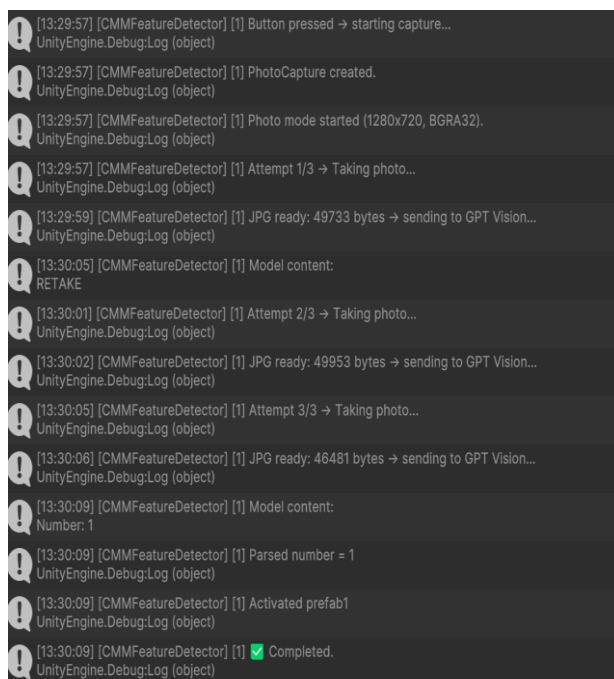 [13:29:57] [CMMFeatureDetector] [1] Button pressed → starting capture...
UnityEngine.Debug:Log (object)
[13:29:57] [CMMFeatureDetector] [1] PhotoCapture created.
UnityEngine.Debug:Log (object)
[13:29:57] [CMMFeatureDetector] [1] Photo mode started (1280x720, BGRA32).
UnityEngine.Debug:Log (object)
[13:29:57] [CMMFeatureDetector] [1] Attempt 1/3 → Taking photo...
UnityEngine.Debug:Log (object)
[13:29:59] [CMMFeatureDetector] [1] JPG ready: 49733 bytes → sending to GPT Vision...
UnityEngine.Debug:Log (object)
[13:30:05] [CMMFeatureDetector] [1] Model content:
RETAKE
[13:30:01] [CMMFeatureDetector] [1] Attempt 2/3 → Taking photo...
UnityEngine.Debug:Log (object)
[13:30:02] [CMMFeatureDetector] [1] JPG ready: 49953 bytes → sending to GPT Vision...
UnityEngine.Debug:Log (object)
[13:30:05] [CMMFeatureDetector] [1] Attempt 3/3 → Taking photo...
UnityEngine.Debug:Log (object)
[13:30:06] [CMMFeatureDetector] [1] JPG ready: 46481 bytes → sending to GPT Vision...
UnityEngine.Debug:Log (object)
[13:30:09] [CMMFeatureDetector] [1] Model content:
Number: 1
[13:30:09] [CMMFeatureDetector] [1] Parsed number = 1
UnityEngine.Debug:Log (object)
[13:30:09] [CMMFeatureDetector] [1] Activated prefab1
UnityEngine.Debug:Log (object)
[13:30:09] [CMMFeatureDetector] [1] ✅ Completed.
UnityEngine.Debug:Log (object)